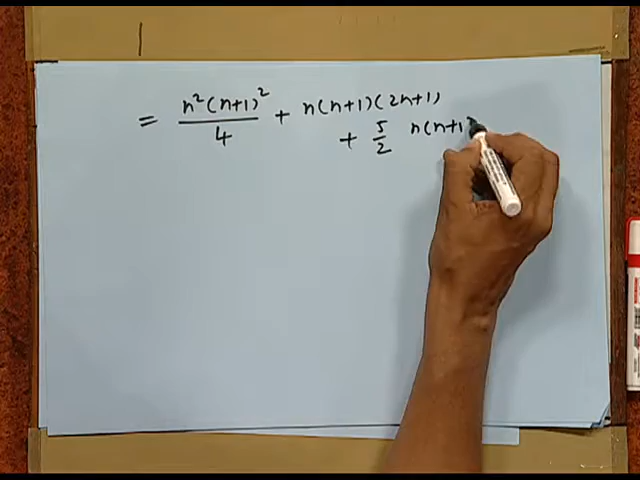 = n²(n+1)²/4 + n(n+1)(2n+1)
+ 5/2 n(n+1)